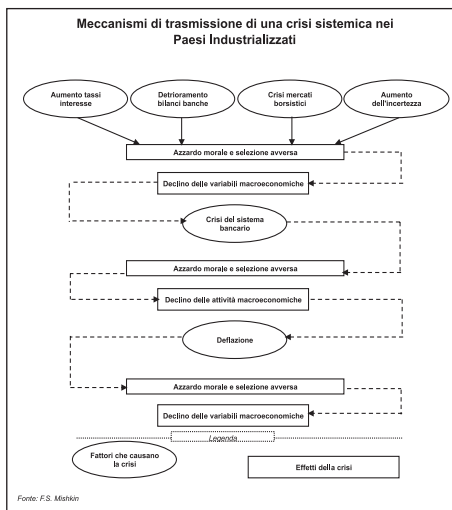 Meccanismi di trasmissione di una crisi sistemica nei
Paesi Industrializzati
Aumento tassi
interesse
Detrioramento
bilanci banche
Crisi mercati
borsistici
Aumento
dell'incertezza
Azzardo morale e selezione avversa
Declino delle variabili macroeconomiche
Crisi del sistema
bancario
Azzardo morale e selezione avversa
Declino delle attività macroeconomiche
Deflazione
Azzardo morale e selezione avversa
Declino delle variabili macroeconomiche
Legenda
Fattori che causano
la crisi
Effetti della crisi
Fonte: F.S. Mishkin